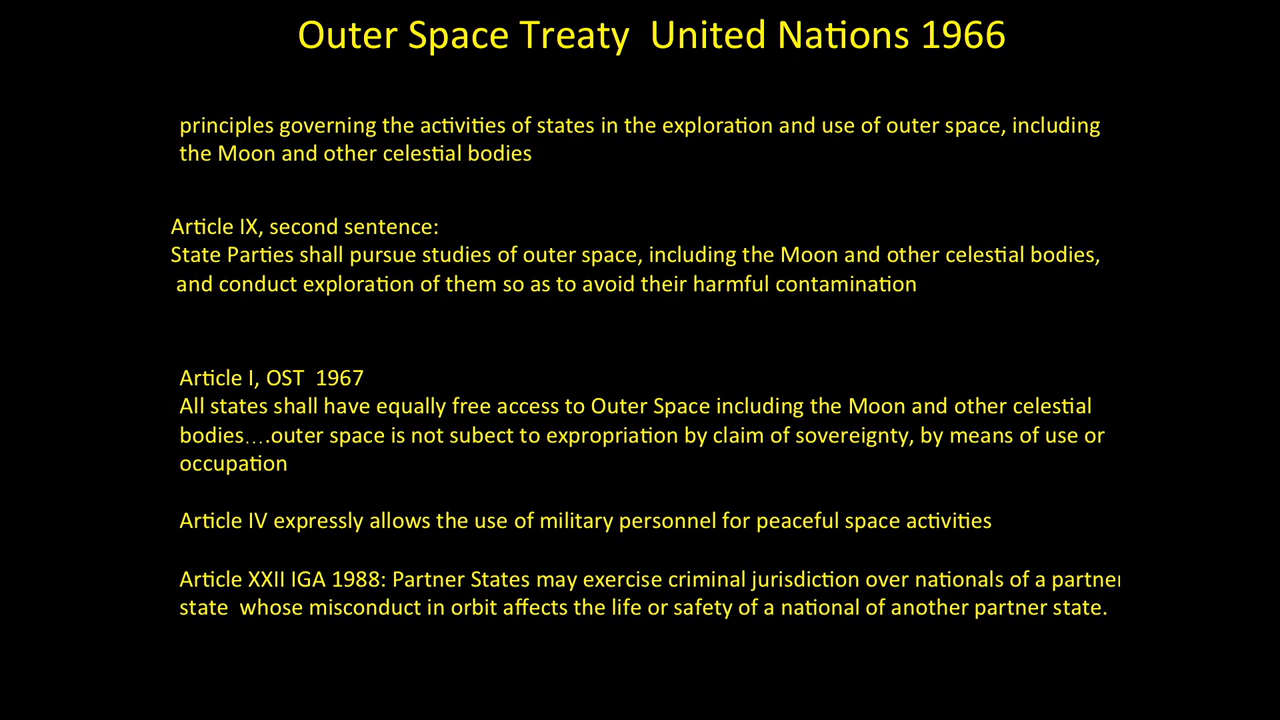 Outer Space Treaty  United Nations 1966
principles governing the activities of states in the exploration and use of outer space, including
the Moon and other celestial bodies
Article IX, second sentence:
State Parties shall pursue studies of outer space, including the Moon and other celestial bodies,
and conduct exploration of them so as to avoid their harmful contamination
Article I, OST  1967
All states shall have equally free access to Outer Space including the Moon and other celestial
bodies….outer space is not subect to expropriation by claim of sovereignty, by means of use or
occupation
Article IV expressly allows the use of military personnel for peaceful space activities
Article XXII IGA 1988: Partner States may exercise criminal jurisdiction over nationals of a partner
state  whose misconduct in orbit affects the life or safety of a national of another partner state.